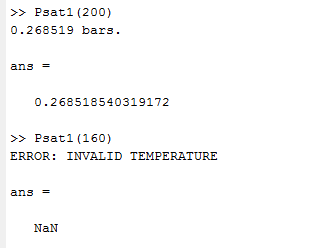 >> Psat1(200)
0.268519 bars.
ans =
0.268518540319172
>> Psat1(160)
ERROR: INVALID TEMPERATURE
ans =
NaN